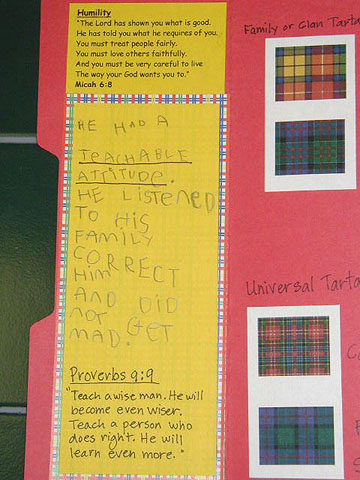 Humility
"The Lord has shown you what is good.
He has told you what he requires of you.
You must treat people fairly.
You must love others faithfully.
And you must be very careful to live
The way your God wants you to."
Micah 6:8
HE HAD A
TEACHABLE
ATTITUDE.
HE LISTENED
TO HIS
FAMILY
CORRECT
Him
AND DID
not GET
MAD.
Proverbs 9:9
"Teach a wise man. He will
become even wiser.
Teach a person who
does right. He will
learn even more."
Family or Clan Tarta
Universal Tarta